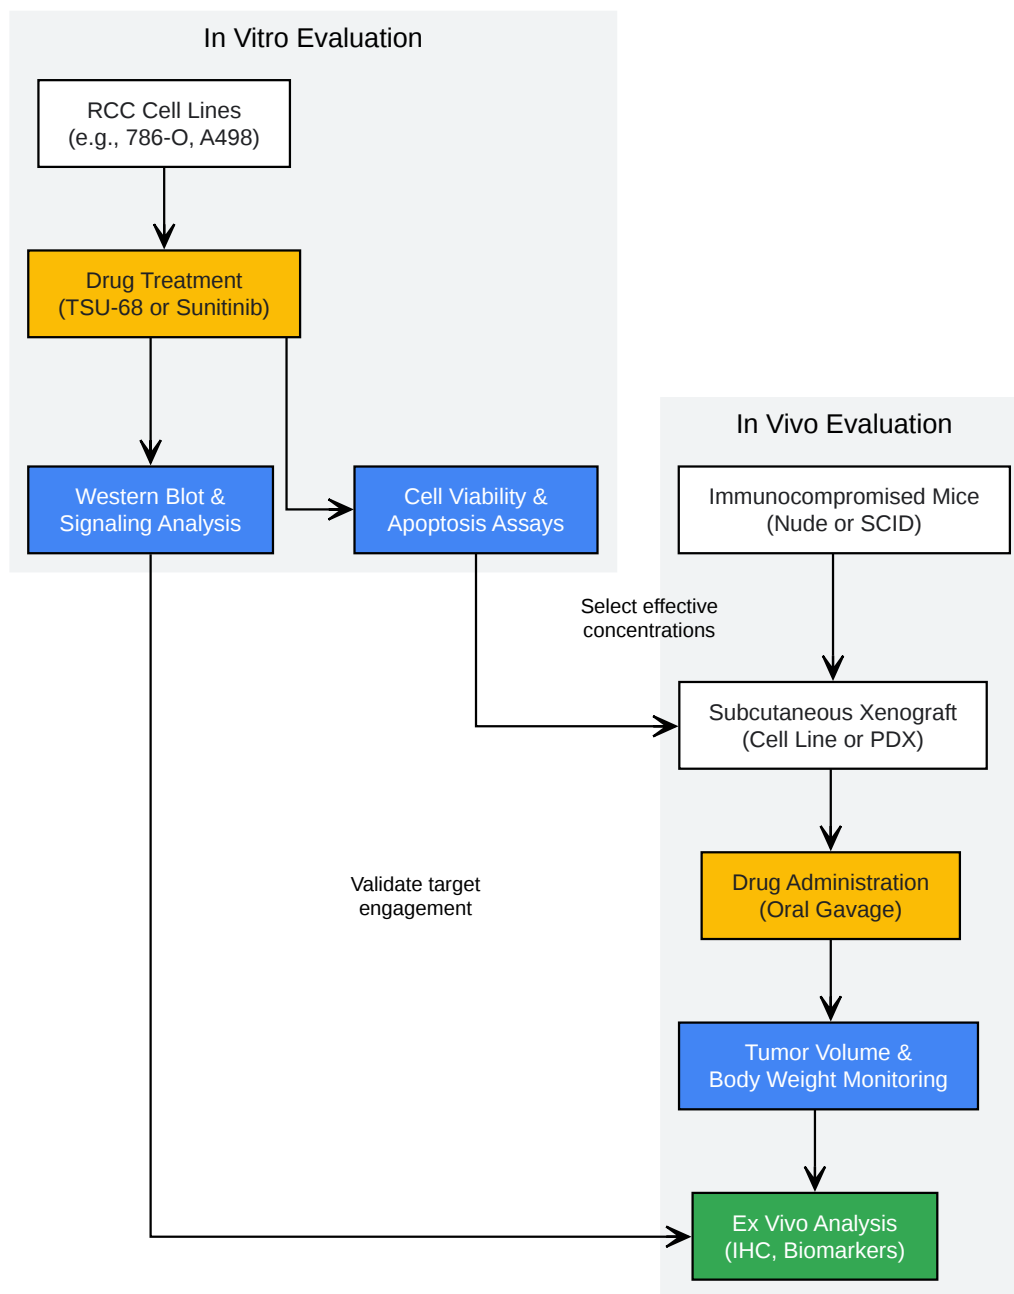 In Vitro Evaluation
RCC Cell Lines
(e.g., 786-O, A498)
Drug Treatment
(TSU-68 or Sunitinib)
Western Blot &
Signaling Analysis
Cell Viability &
Apoptosis Assays
In Vivo Evaluation
Immunocompromised Mice
(Nude or SCID)
Select effective
concentrations
Subcutaneous Xenograft
(Cell Line or PDX)
Validate target
engagement
Drug Administration
(Oral Gavage)
Tumor Volume &
Body Weight Monitoring
Ex Vivo Analysis
(IHC, Biomarkers)